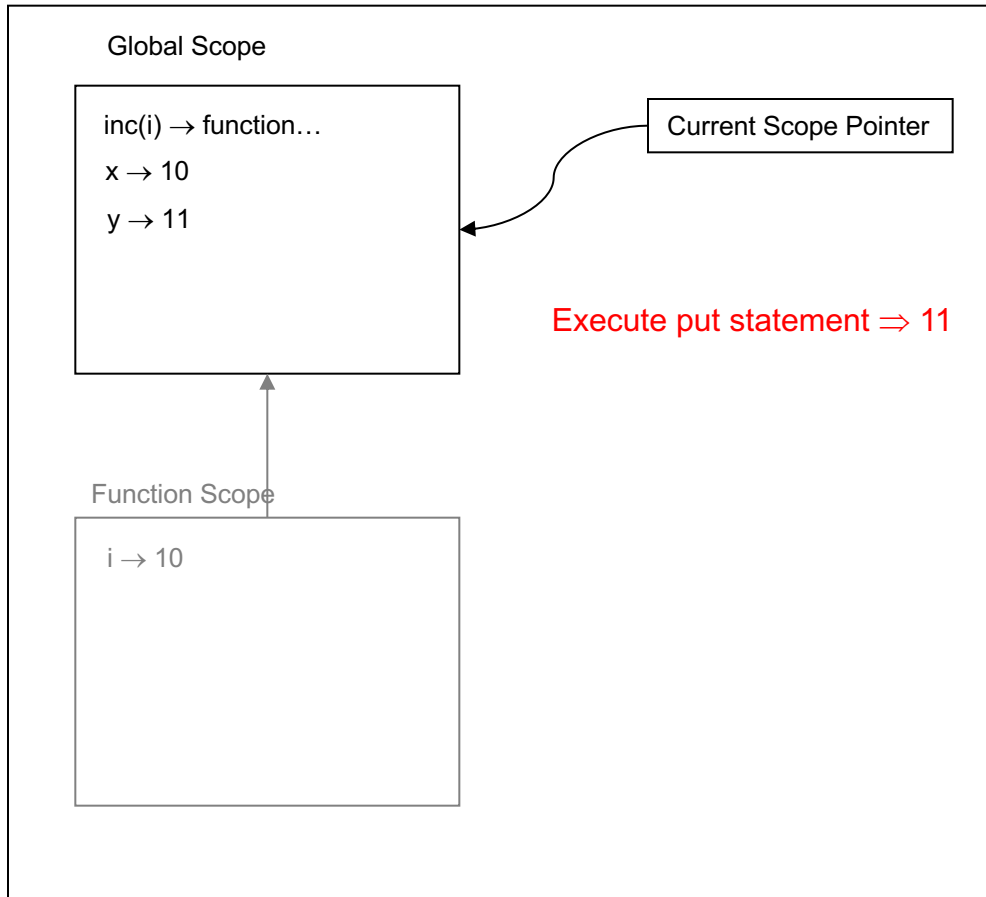 Global Scope
inc(i) → function…
x → 10
y → 11
Current Scope Pointer
Execute put statement ⇒ 11
Function Scope
i → 10